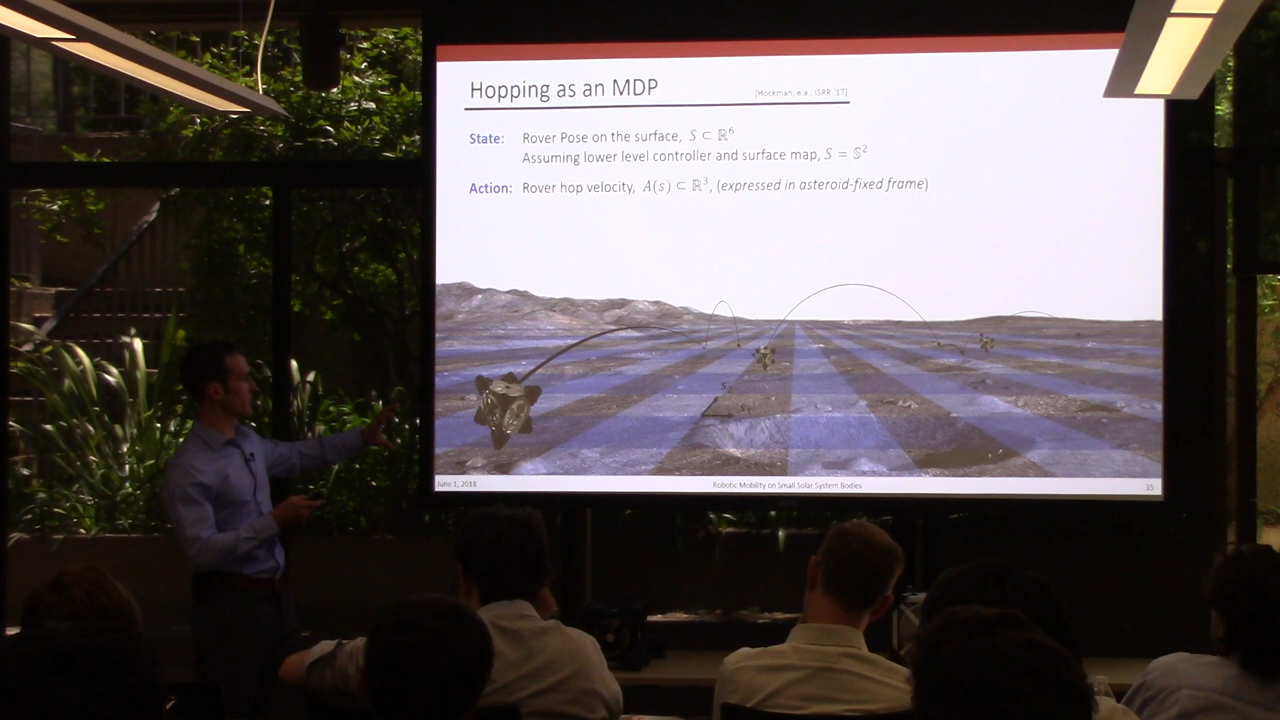 Hopping as an MDP
[Hockman, e.a., ISRR '17]
State: Rover Pose on the surface, S ⊂ ℝ⁶
Assuming lower level controller and surface map, S = 𝕊²
Action: Rover hop velocity, A(s) ⊂ ℝ³, (expressed in asteroid-fixed frame)
June 1, 2018 Robotic Mobility on Small Solar System Bodies 35